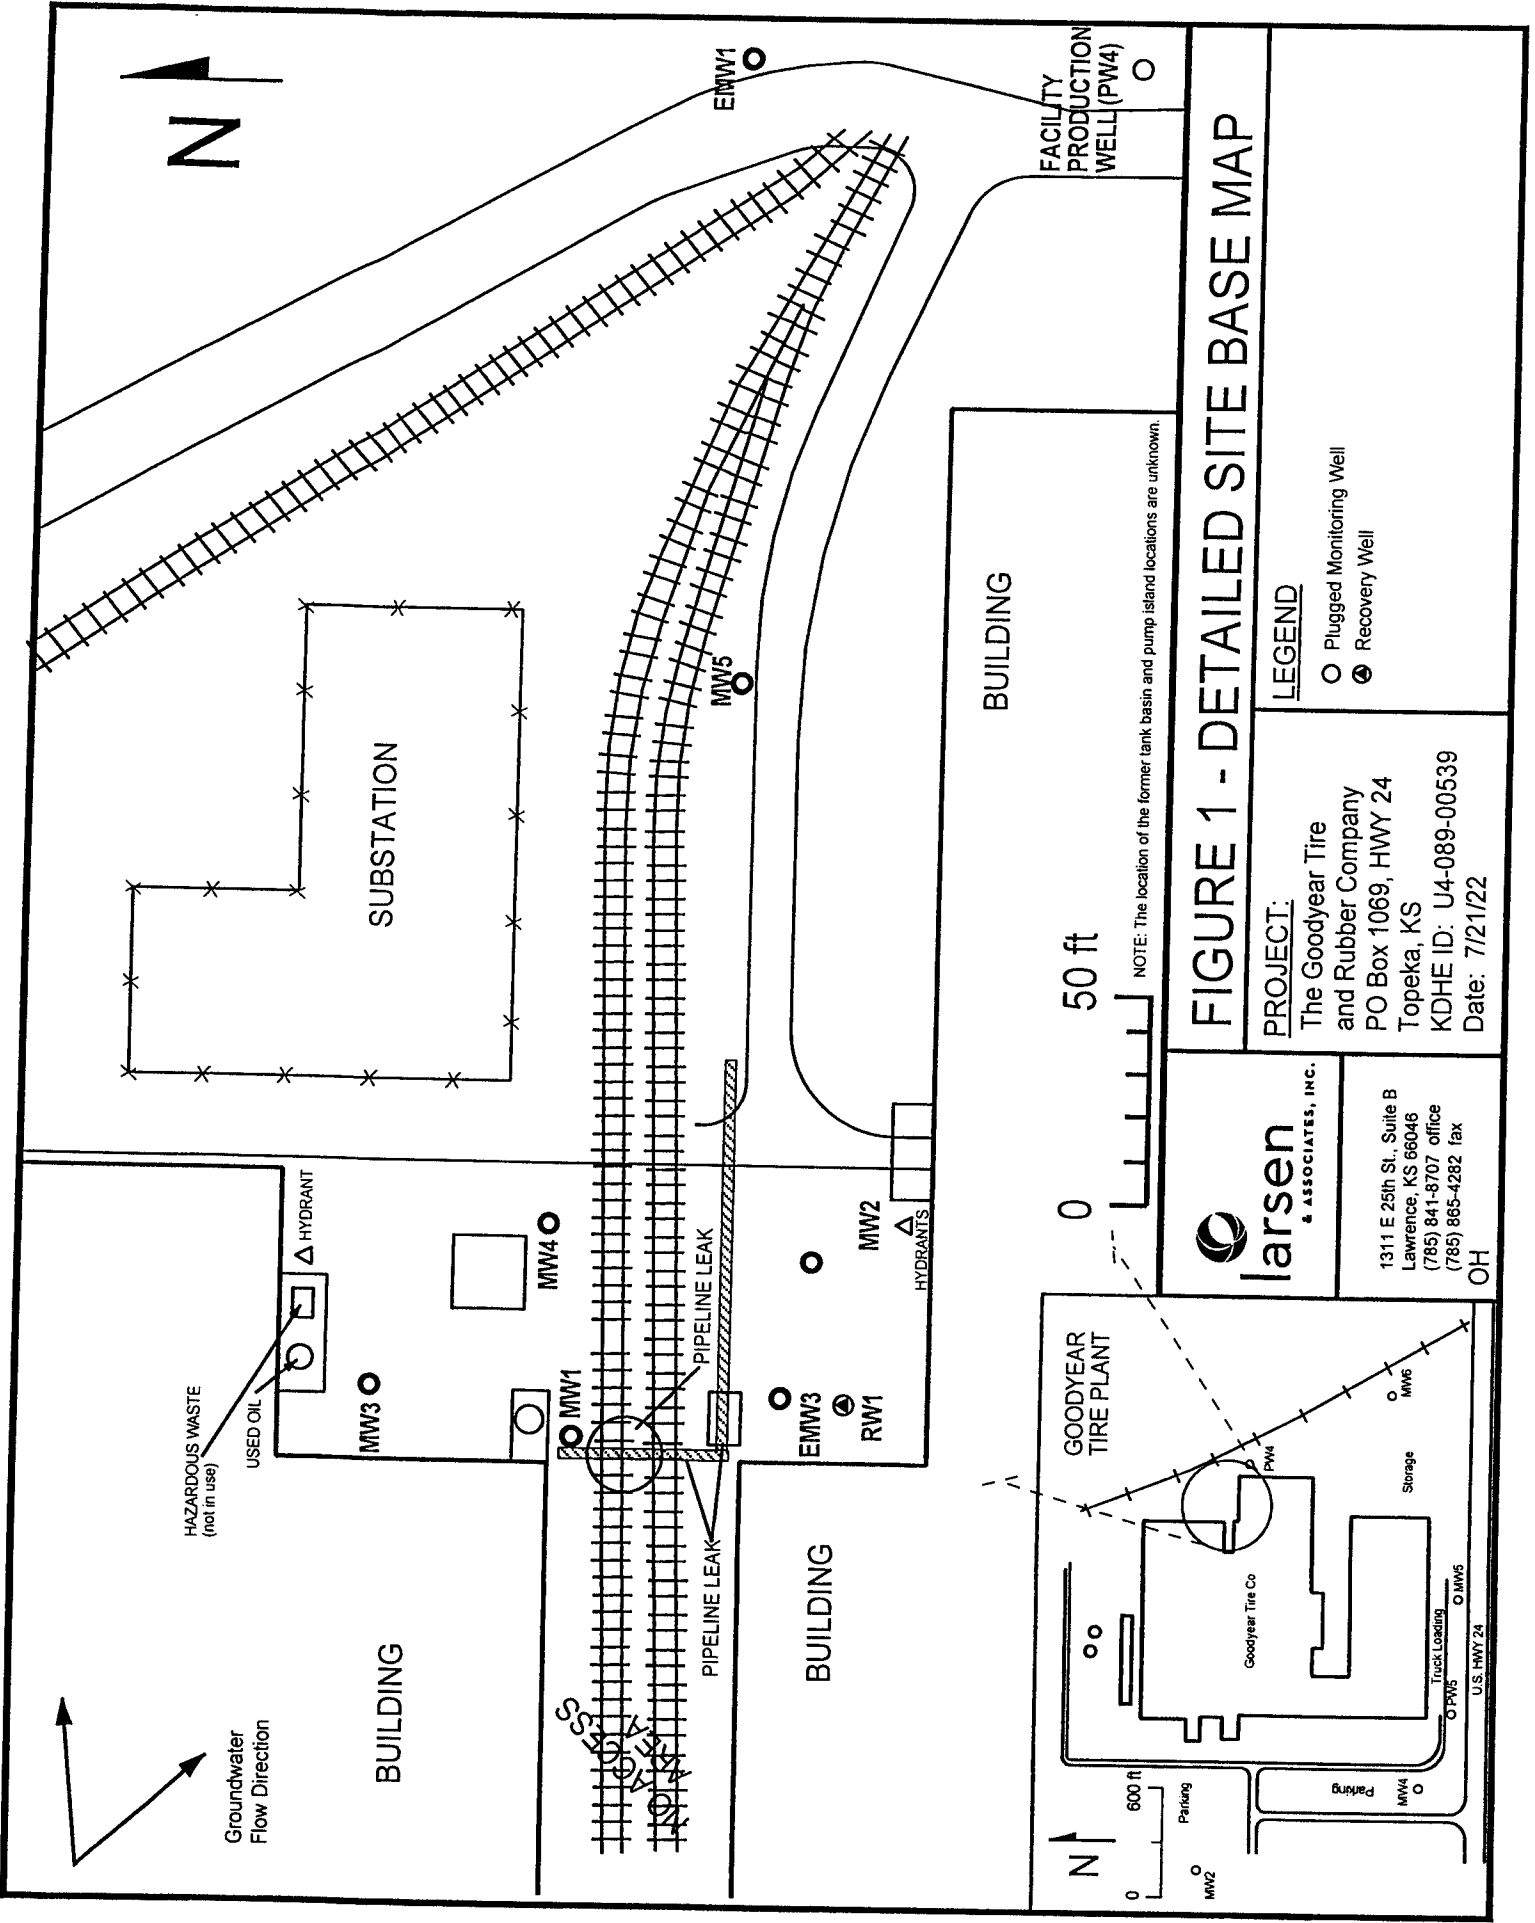 N
Groundwater
Flow Direction
HAZARDOUS WASTE
(not in use)
USED OIL
HYDRANT
BUILDING
MW3
MW4
MW1
SUBSTATION
EMW1
MW5
NO ACCESS
AREA
PIPELINE LEAK
PIPELINE LEAK
BUILDING
EMW3
RW1
MW2
HYDRANTS
BUILDING
FACILITY
PRODUCTION
WELL (PW4)
0
50 ft
NOTE: The location of the former tank basin and pump island locations are unknown.
GOODYEAR
TIRE PLANT
N
0
600 ft
MW2
Parking
Parking
MW4
Goodyear Tire Co
PW4
Storage
MW6
Truck Loading
PW5
MW5
U.S. HWY 24
larsen
& ASSOCIATES, INC.
1311 E 25th St., Suite B
Lawrence, KS 66046
(785) 841-8707 office
(785) 865-4282 fax
OH
FIGURE 1 - DETAILED SITE BASE MAP
PROJECT:
The Goodyear Tire
and Rubber Company
PO Box 1069, HWY 24
Topeka, KS
KDHE ID: U4-089-00539
Date: 7/21/22
LEGEND
Plugged Monitoring Well
Recovery Well